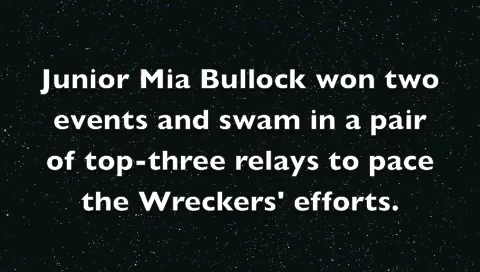 Junior Mia Bullock won two
events and swam in a pair
of top-three relays to pace
the Wreckers' efforts.